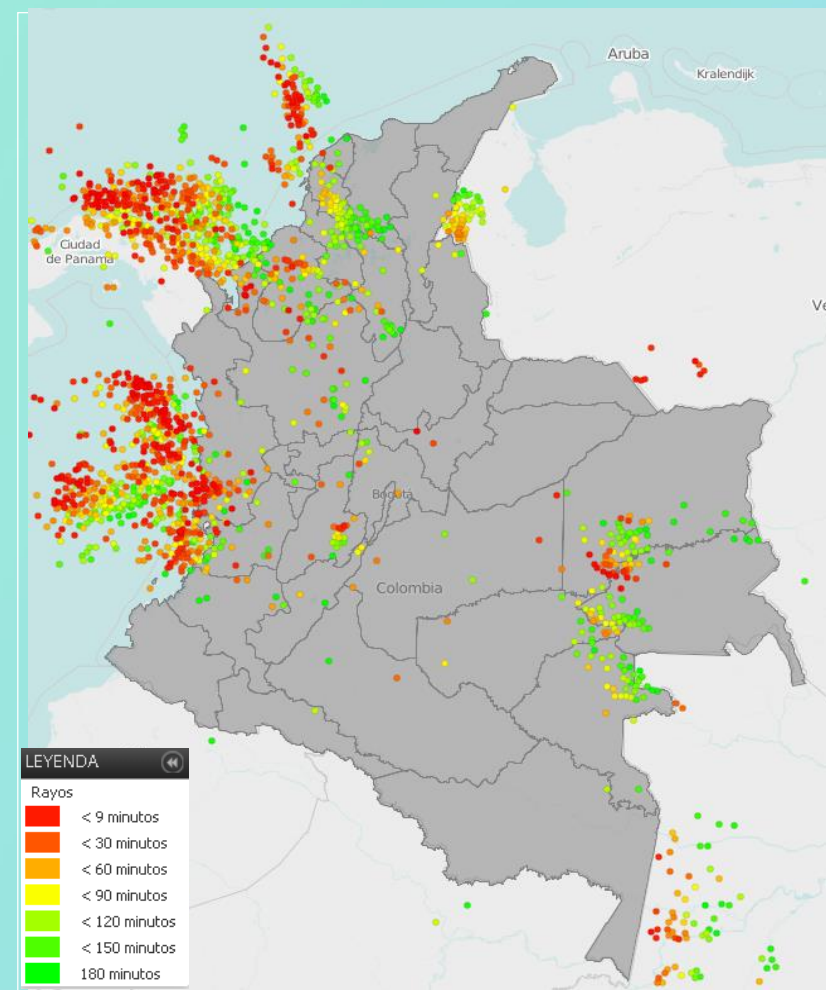 Aruba
Kralendijk
Ciudad
de Panama
Ve
Bogotá
Colombia
LEYENDA
Rayos
< 9 minutos
< 30 minutos
< 60 minutos
< 90 minutos
< 120 minutos
< 150 minutos
180 minutos